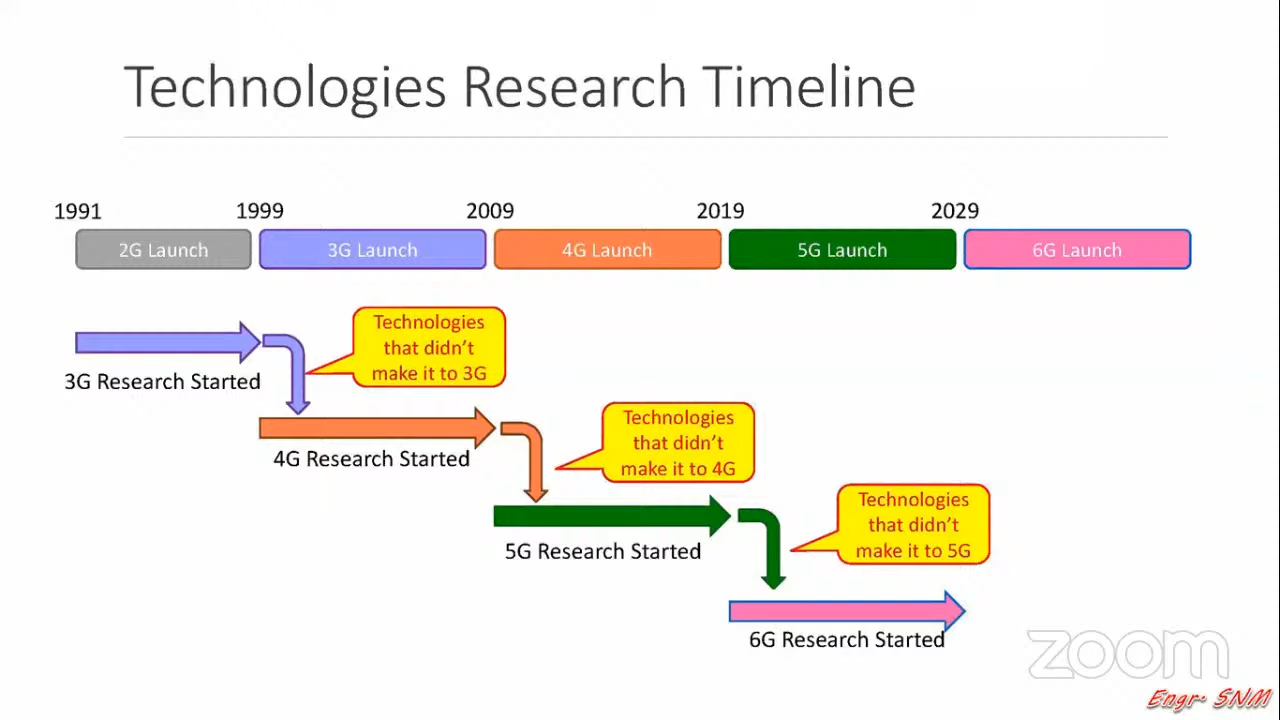 Technologies Research Timeline
1991 1999 2009 2019 2029
2G Launch 3G Launch 4G Launch 5G Launch 6G Launch
Technologies
that didn't
make it to 3G
3G Research Started
Technologies
that didn't
make it to 4G
4G Research Started
Technologies
that didn't
make it to 5G
5G Research Started
6G Research Started
zoom
Engr. SNM